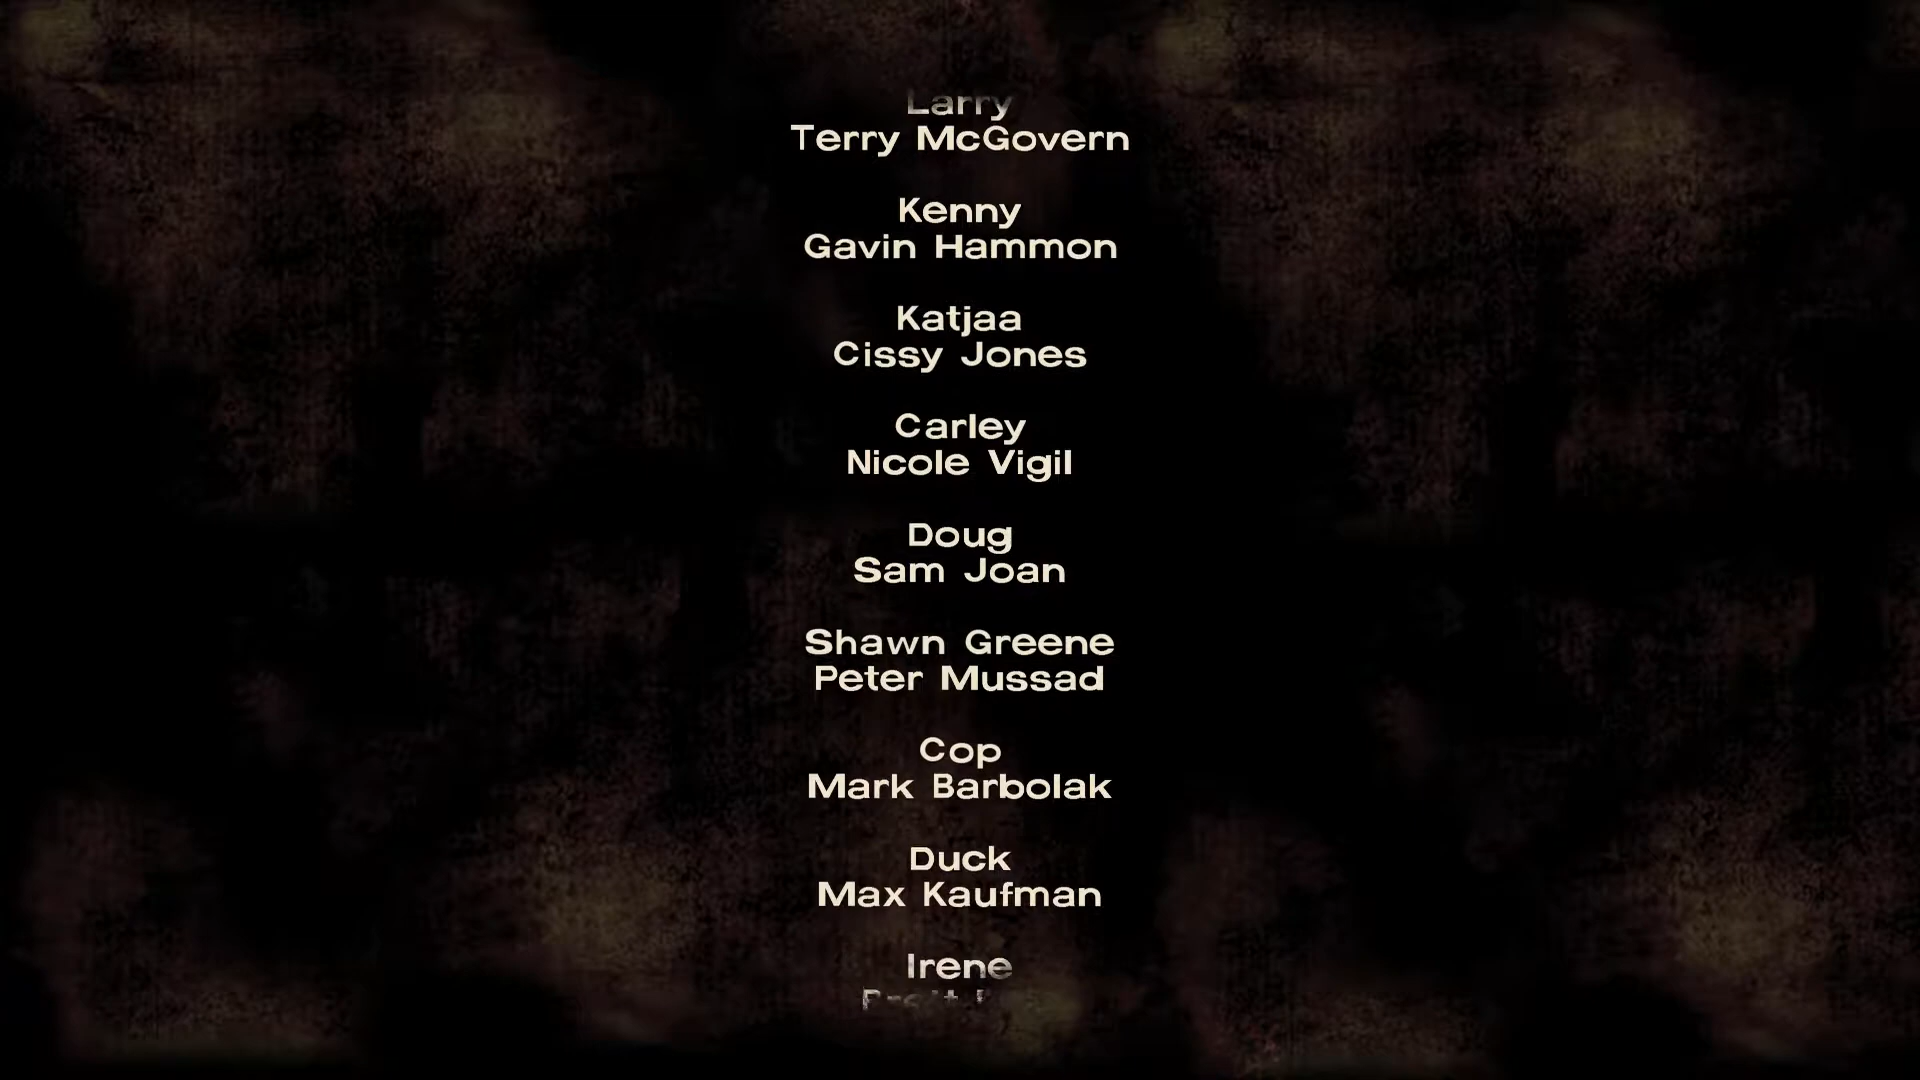 Larry
Terry McGovern
Kenny
Gavin Hammon
Katjaa
Cissy Jones
Carley
Nicole Vigil
Doug
Sam Joan
Shawn Greene
Peter Mussad
Cop
Mark Barbolak
Duck
Max Kaufman
Irene